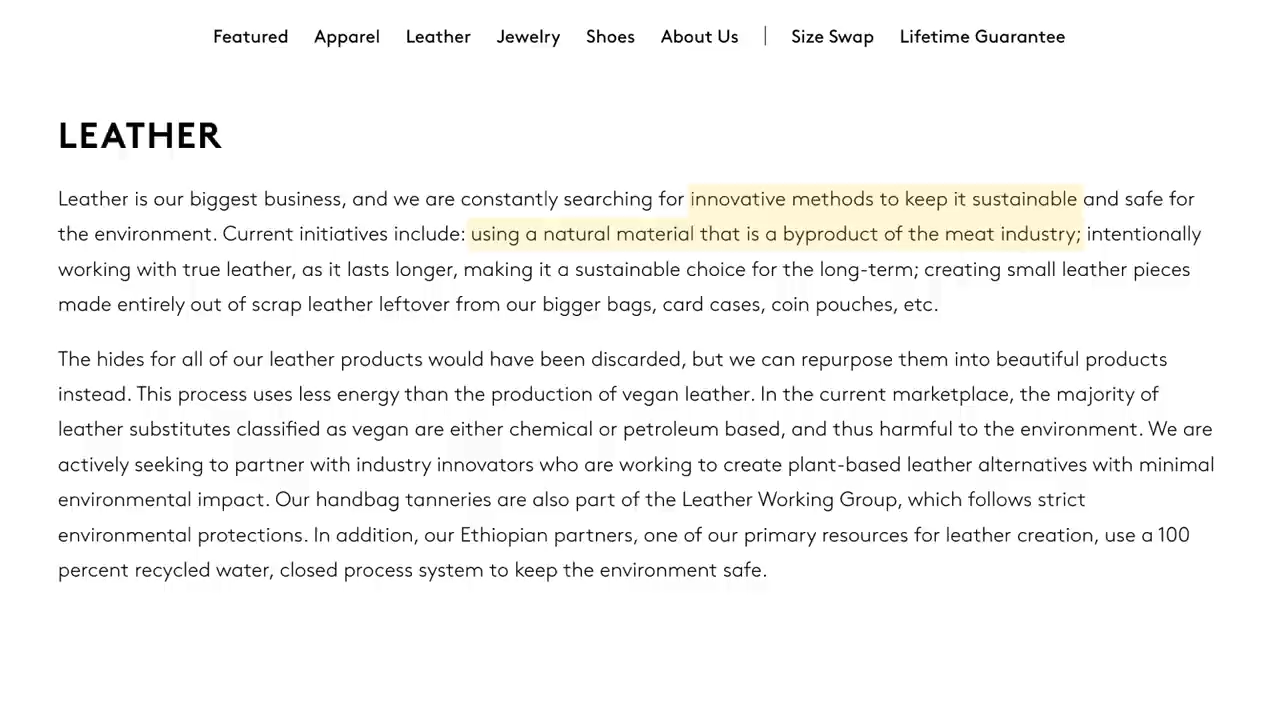 Featured Apparel Leather Jewelry Shoes About Us | Size Swap Lifetime Guarantee
LEATHER
Leather is our biggest business, and we are constantly searching for innovative methods to keep it sustainable and safe for
the environment. Current initiatives include: using a natural material that is a byproduct of the meat industry; intentionally
working with true leather, as it lasts longer, making it a sustainable choice for the long-term; creating small leather pieces
made entirely out of scrap leather leftover from our bigger bags, card cases, coin pouches, etc.
The hides for all of our leather products would have been discarded, but we can repurpose them into beautiful products
instead. This process uses less energy than the production of vegan leather. In the current marketplace, the majority of
leather substitutes classified as vegan are either chemical or petroleum based, and thus harmful to the environment. We are
actively seeking to partner with industry innovators who are working to create plant-based leather alternatives with minimal
environmental impact. Our handbag tanneries are also part of the Leather Working Group, which follows strict
environmental protections. In addition, our Ethiopian partners, one of our primary resources for leather creation, use a 100
percent recycled water, closed process system to keep the environment safe.